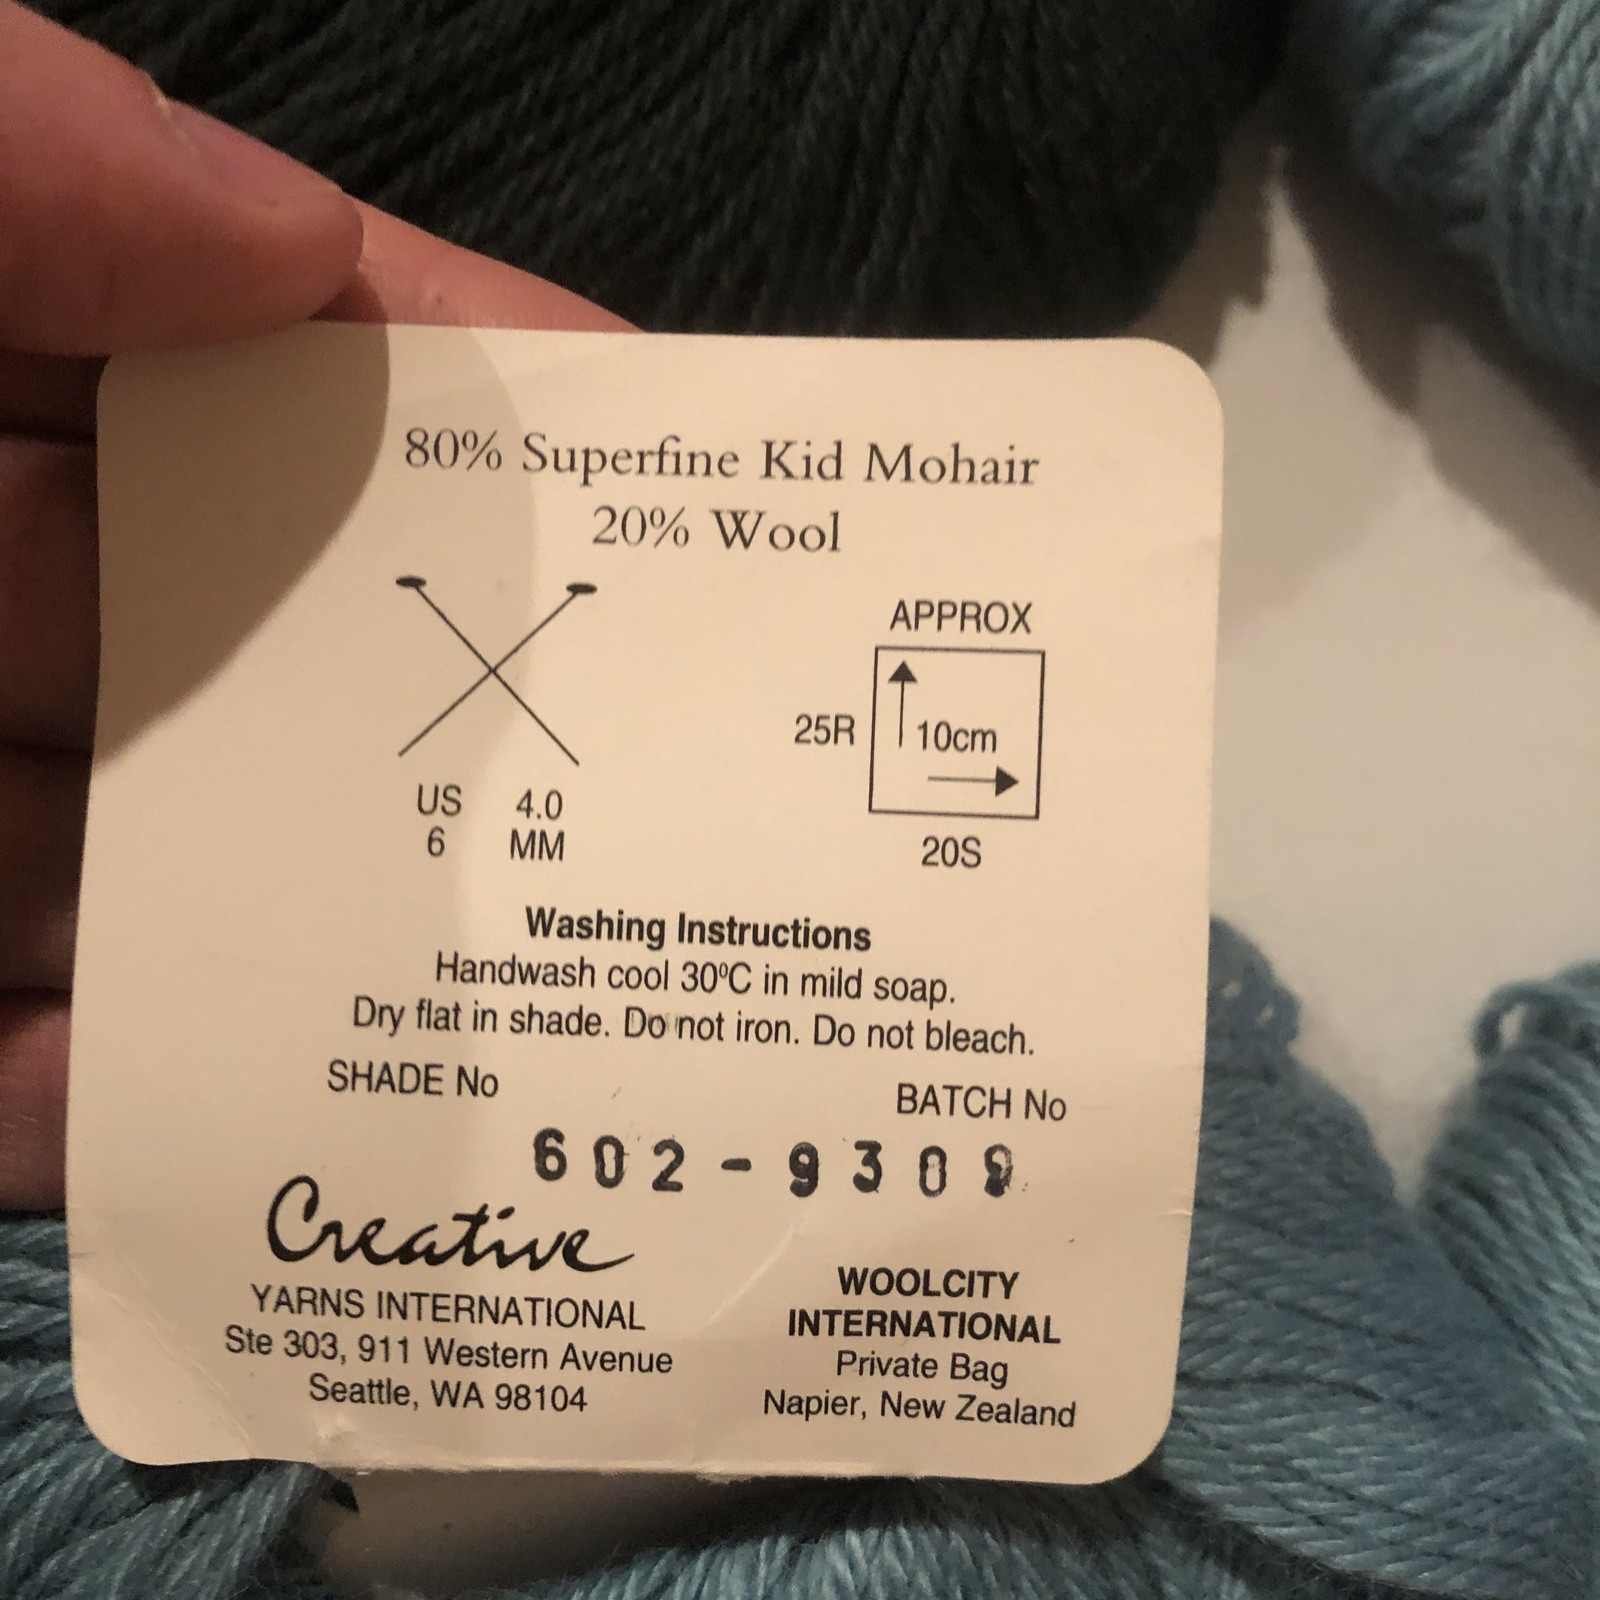 80% Superfine Kid Mohair
20% Wool
US 4.0
6 MM
APPROX
25R
10cm
20S
Washing Instructions
Handwash cool 30ºC in mild soap.
Dry flat in shade. Do not iron. Do not bleach.
SHADE No
BATCH No
602-9309
Creative
YARNS INTERNATIONAL
Ste 303, 911 Western Avenue
Seattle, WA 98104
WOOLCITY
INTERNATIONAL
Private Bag
Napier, New Zealand